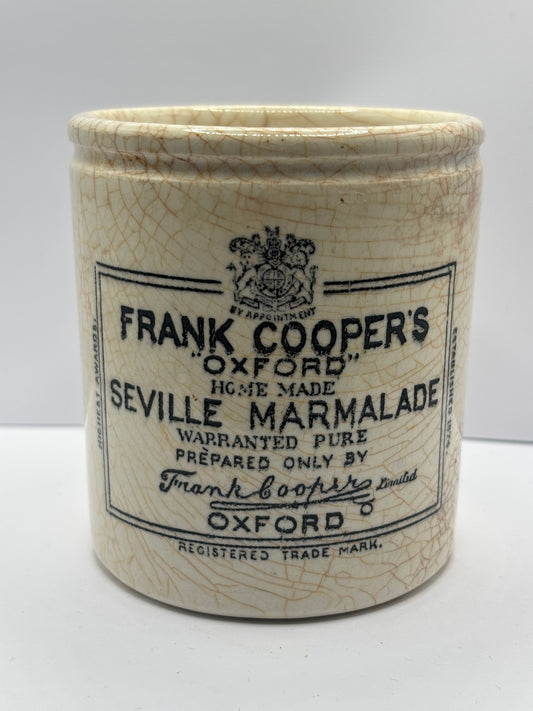 BY APPOINTMENT
FRANK COOPER'S
"OXFORD"
HOME MADE
SEVILLE MARMALADE
WARRANTED PURE
PREPARED ONLY BY
Frank Cooper Limited
OXFORD
REGISTERED TRADE MARK.
HIGHEST AWARDS.
ESTABLISHED 1874